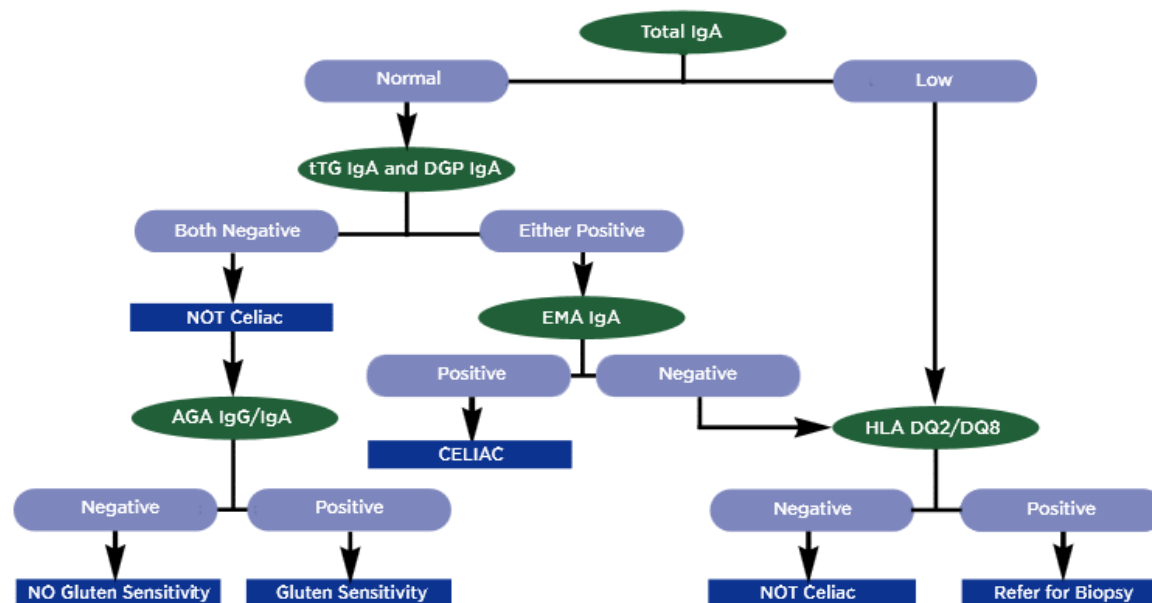 Total IgA
Normal
Low
tTG IgA and DGP IgA
Both Negative
Either Positive
NOT Celiac
EMA IgA
Positive
Negative
AGA IgG/IgA
HLA DQ2/DQ8
CELIAC
Negative
Positive
Negative
Positive
NO Gluten Sensitivity
Gluten Sensitivity
NOT Celiac
Refer for Biopsy